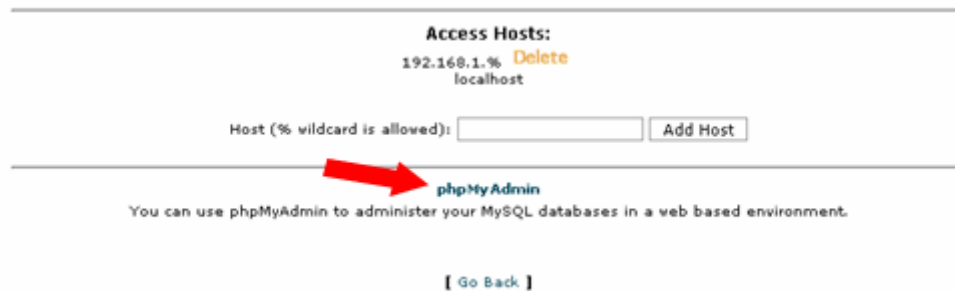 Access Hosts:
192.168.1.% Delete
localhost
Host (% wildcard is allowed): Add Host
phpMyAdmin
You can use phpMyAdmin to administer your MySQL databases in a web based environment.
[ Go Back ]